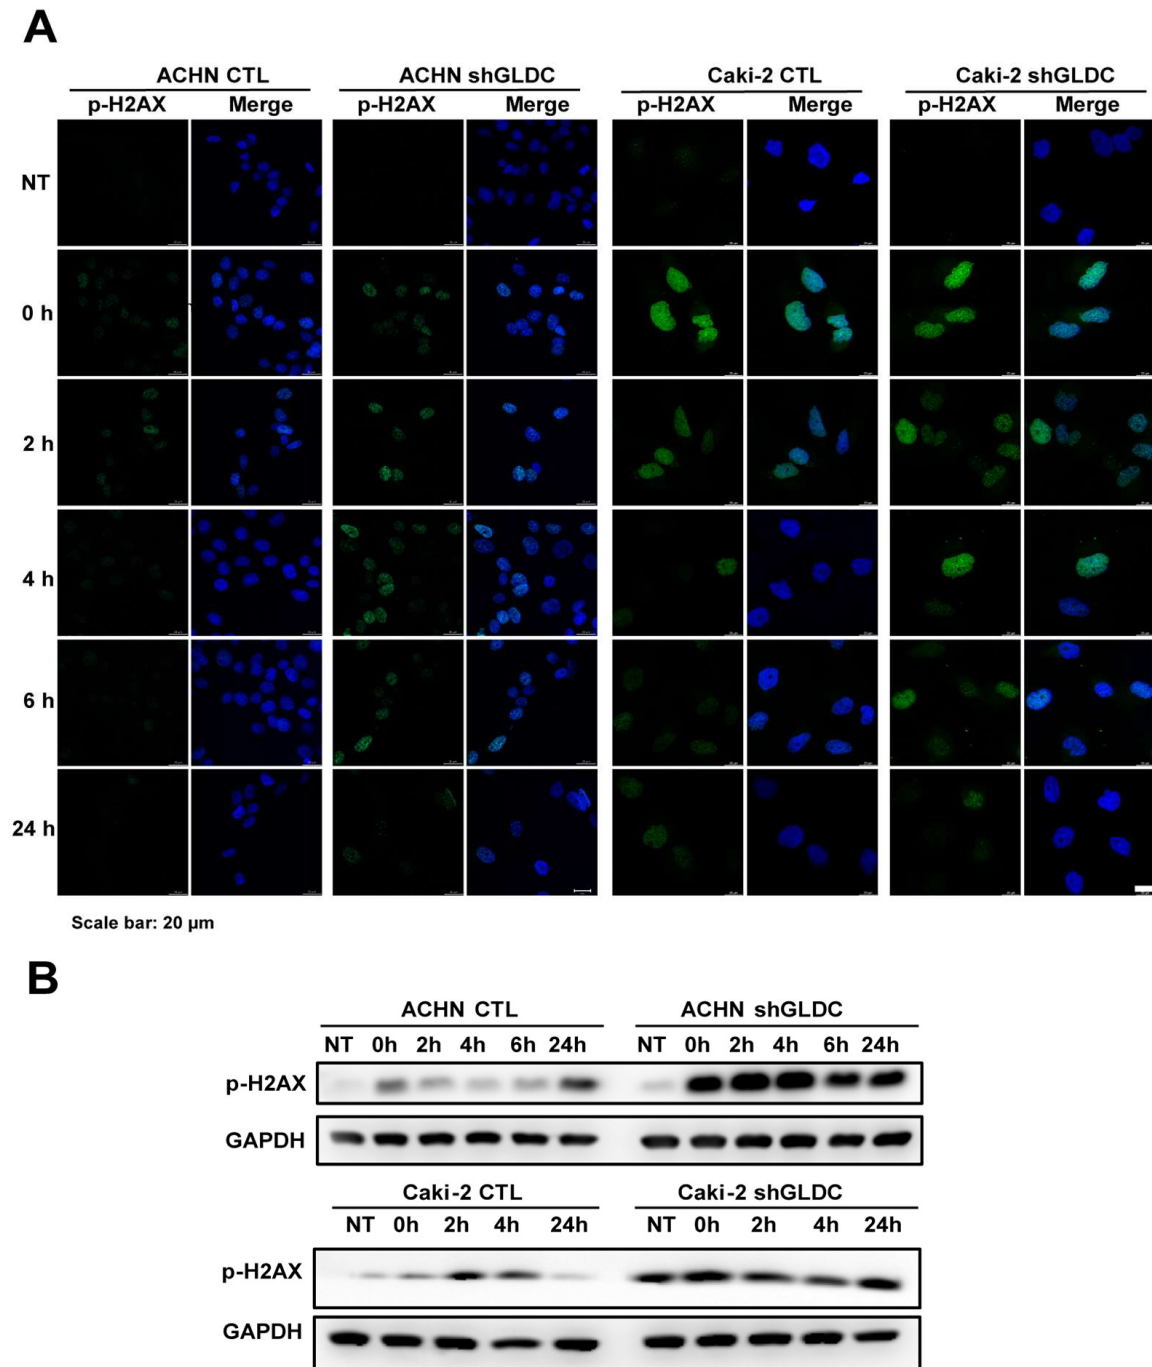 A
ACHN CTL ACHN shGLDC Caki-2 CTL Caki-2 shGLDC
p-H2AX Merge p-H2AX Merge p-H2AX Merge p-H2AX Merge
NT
0 h
2 h
4 h
6 h
24 h
Scale bar: 20 µm
B
ACHN CTL ACHN shGLDC
NT 0h 2h 4h 6h 24h NT 0h 2h 4h 6h 24h
p-H2AX
GAPDH
Caki-2 CTL Caki-2 shGLDC
NT 0h 2h 4h 24h NT 0h 2h 4h 24h
p-H2AX
GAPDH